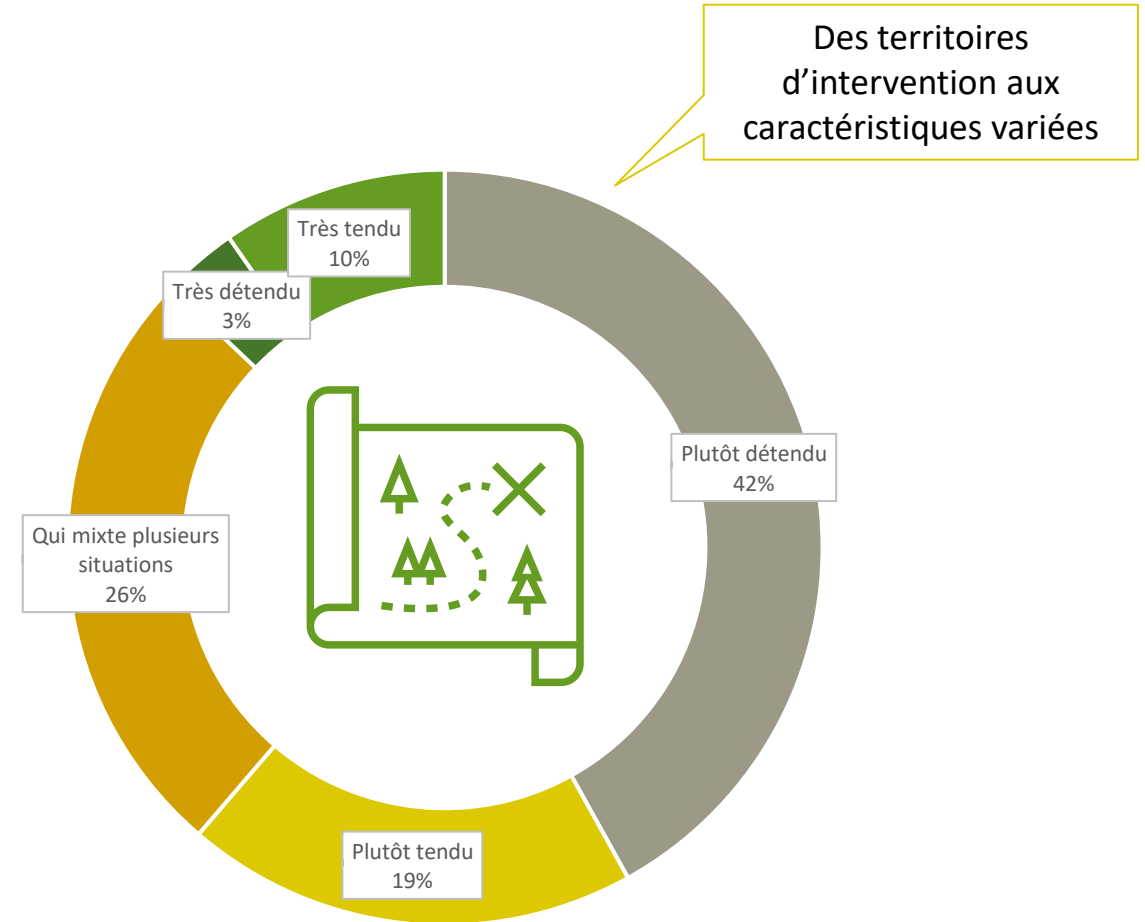 Des territoires
d’intervention aux
caractéristiques variées
Très tendu
10%
Très détendu
3%
Plutôt détendu
42%
Qui mixte plusieurs
situations
26%
Plutôt tendu
19%